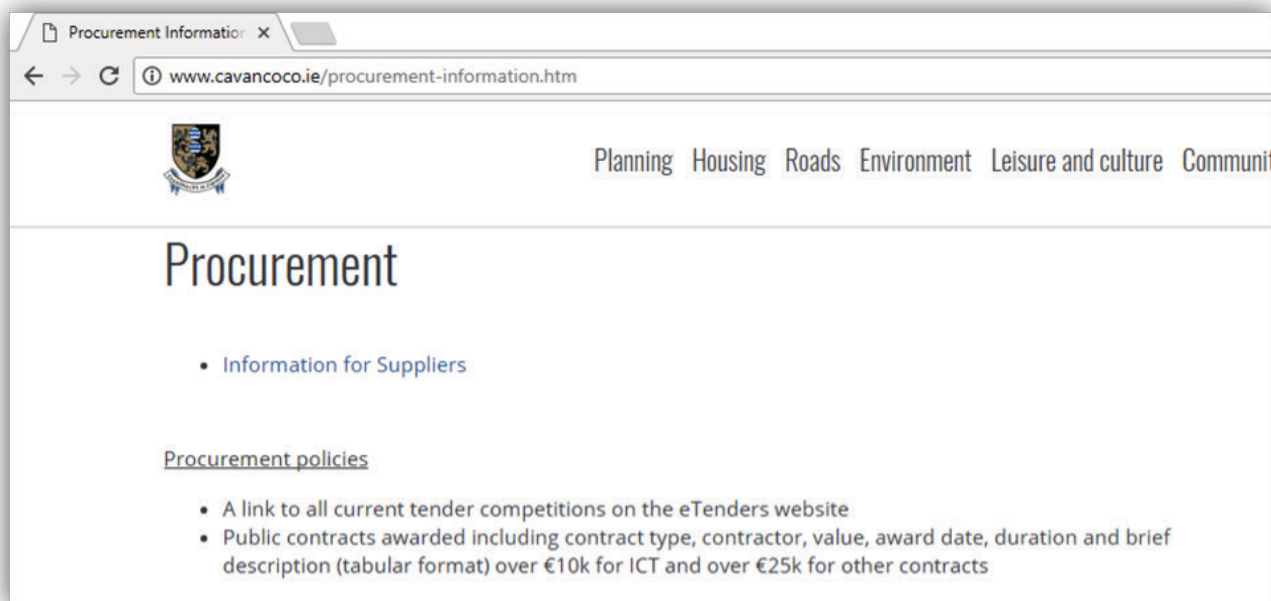 Procurement Information
www.cavancoco.ie/procurement-information.htm
Planning Housing Roads Environment Leisure and culture Communit
Procurement
Information for Suppliers
Procurement policies
A link to all current tender competitions on the eTenders website
Public contracts awarded including contract type, contractor, value, award date, duration and brief
description (tabular format) over €10k for ICT and over €25k for other contracts